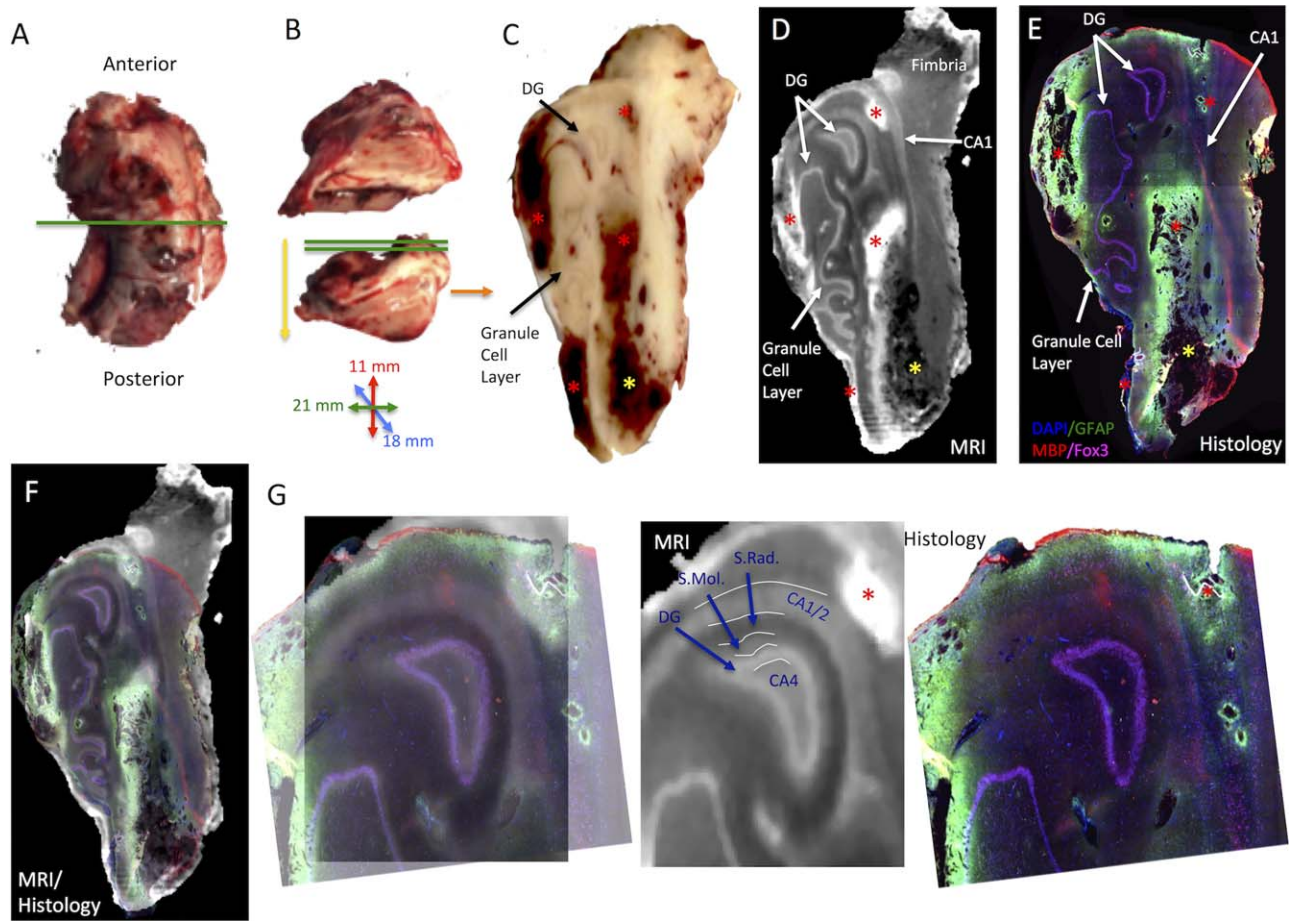 A
Anterior
Posterior
B
11 mm
21 mm
18 mm
C
DG
*
*
*
Granule
Cell
Layer
*
*
D
Fimbria
DG
*
CA1
*
*
Granule
Cell
Layer
*
*
MRI
E
DG
CA1
*
*
*
Granule
Cell
Layer
*
*
DAPI/GFAP
MBP/Fox3
Histology
F
MRI/
Histology
G
MRI
S.Rad.
S.Mol.
DG
CA1/2
CA4
*
Histology
*